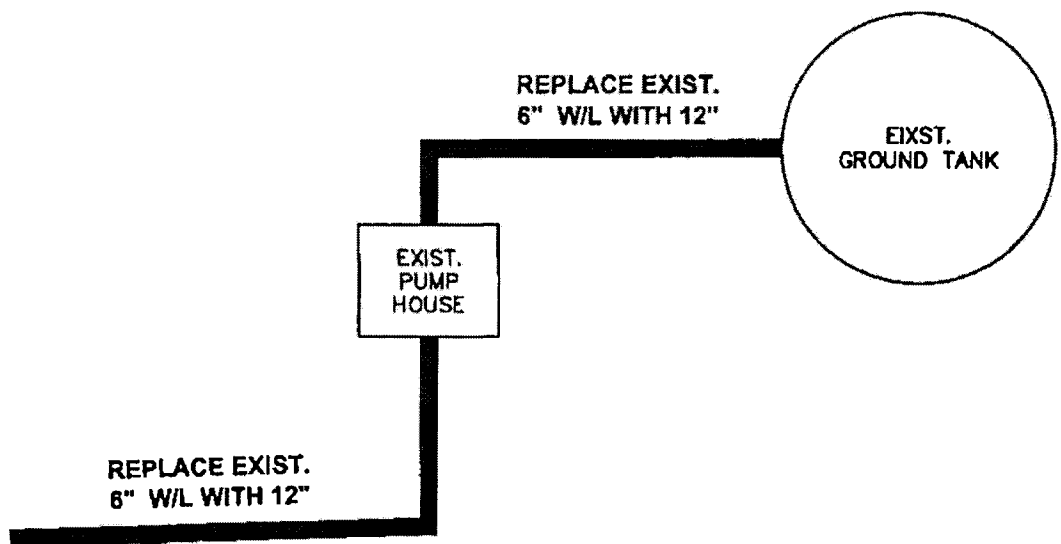 REPLACE EXIST.
6" W/L WITH 12"
EIXST.
GROUND TANK
EXIST.
PUMP
HOUSE
REPLACE EXIST.
6" W/L WITH 12"